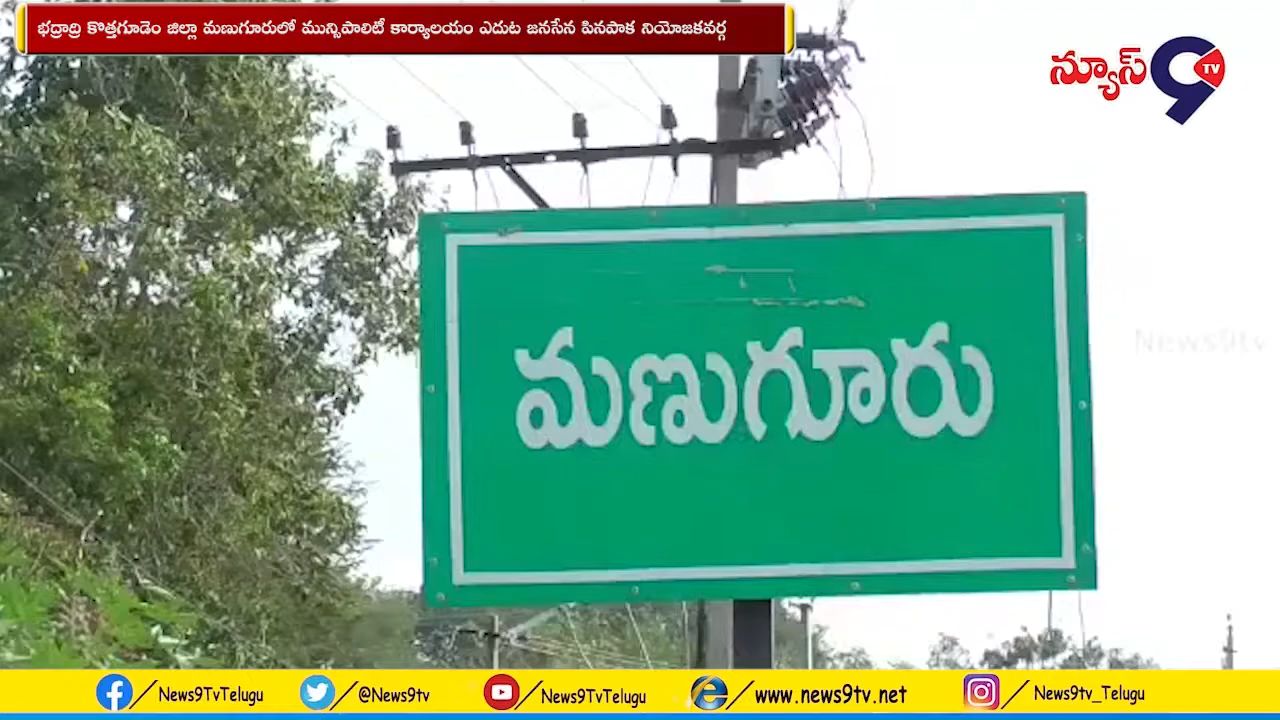 భద్రాద్రి కొత్తగూడెం జిల్లా మణుగూరులో మున్సిపాలిటీ కార్యాలయం ఎదుట జనసేన పినపాక నియోజకవర్గ
న్యూస్ 9 TV
News9tv
మణుగూరు
News9TvTelugu
@News9tv
News9TvTelugu
www.news9tv.net
News9tv_Telugu